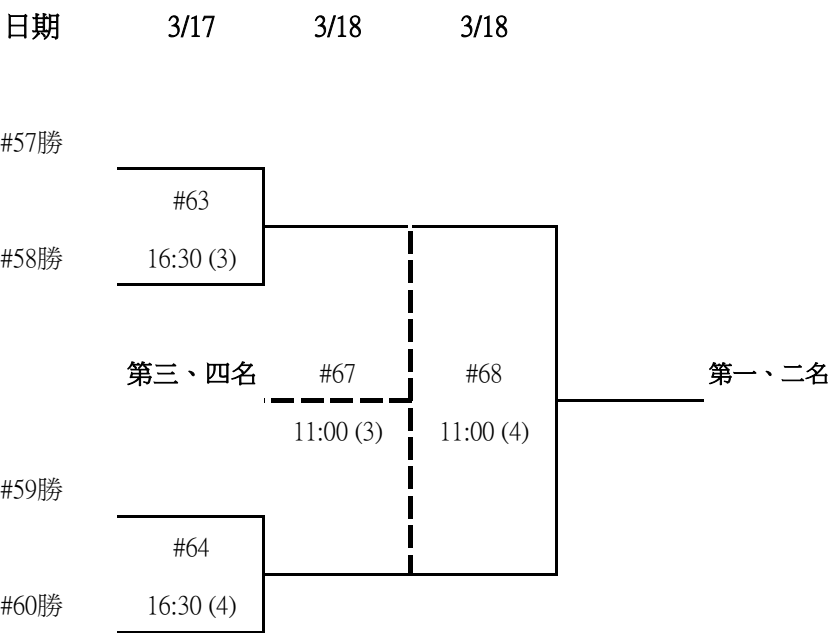 日期 3/17 3/18 3/18
#57勝
#63
#58勝 16:30 (3)
第三、四名 #67 #68 第一、二名
11:00 (3) 11:00 (4)
#59勝
#64
#60勝 16:30 (4)